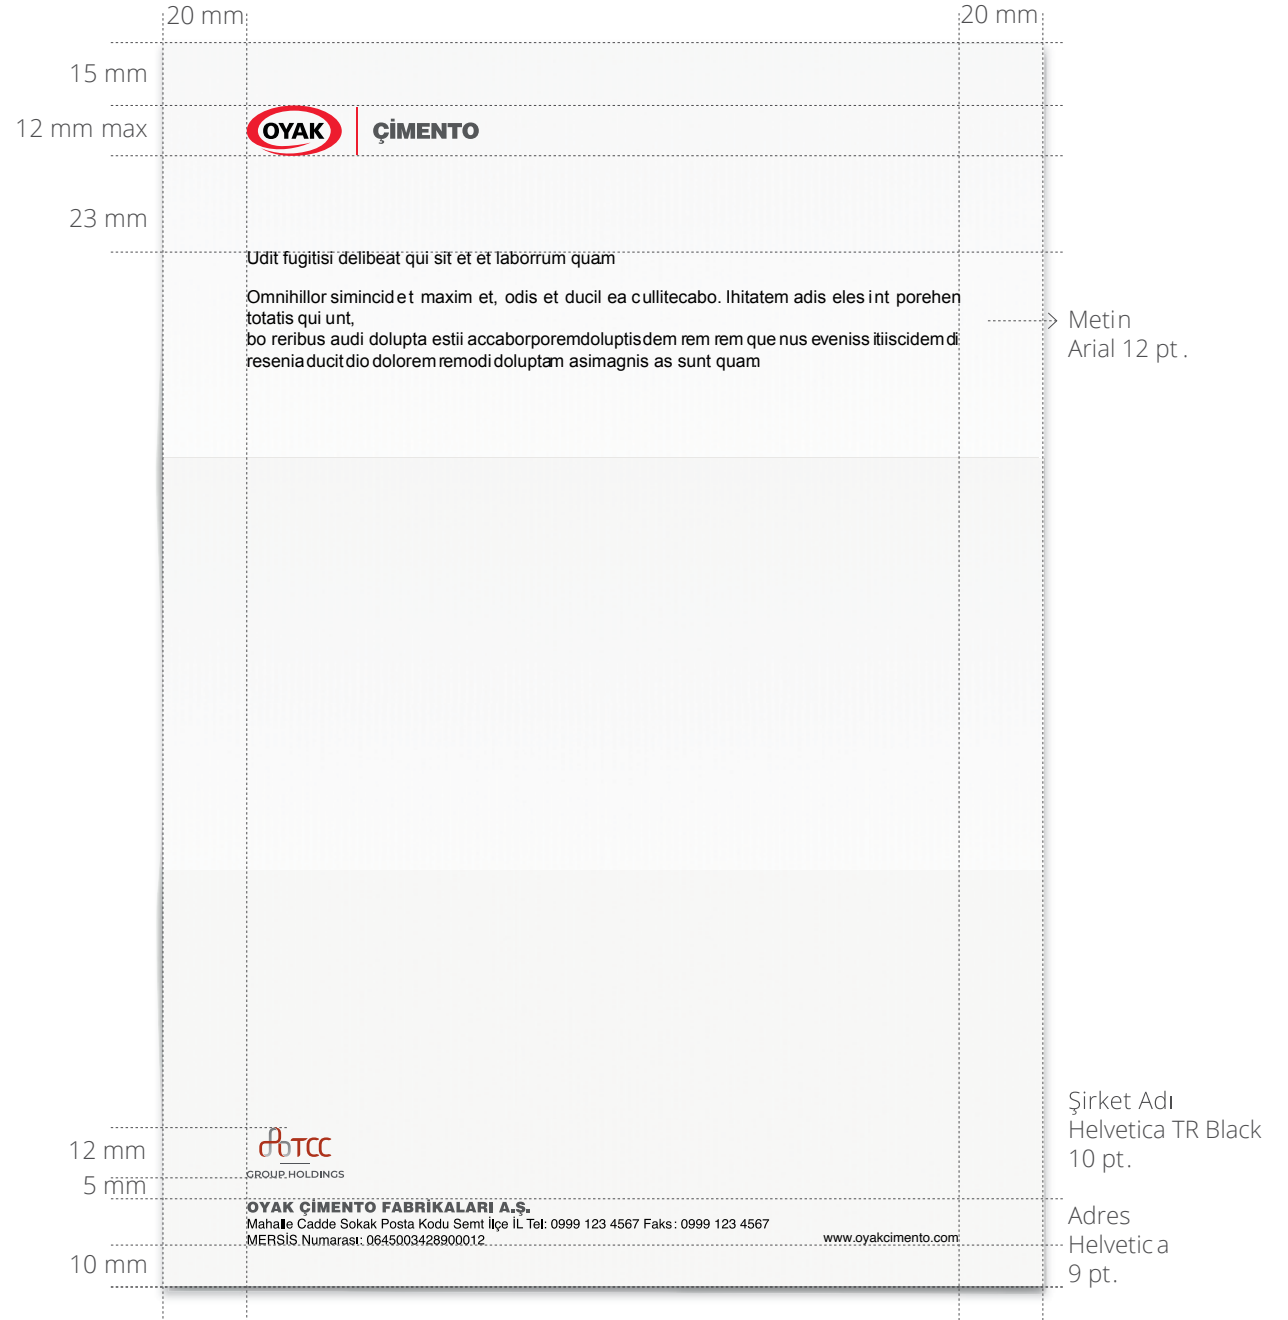 20 mm
20 mm
15 mm
12 mm max
OYAK
ÇİMENTO
23 mm
Udit fugitisi delibeat qui sit et et laborrum quam
Omnihillor simincid et maxim et, odis et ducil ea cullitecabo. Ihitatem adis eles int porehen
totatis qui unt,
bo reribus audi dolupta estii accaborporemdoluptisdem rem rem que nus eveniss itiiscidem di
resenia ducit dio dolorem remodi doluptam asimagnis as sunt quam
Metin
Arial 12 pt.
12 mm
TCC
GROUP HOLDINGS
5 mm
Şirket Adı
Helvetica TR Black
10 pt.
OYAK ÇİMENTO FABRİKALARI A.Ş.
Mahalle Cadde Sokak Posta Kodu Semt İlçe İL Tel: 0999 123 4567 Faks: 0999 123 4567
MERSİS Numarası: 0645003428900012
www.oyakcimento.com
Adres
Helvetica
9 pt.
10 mm